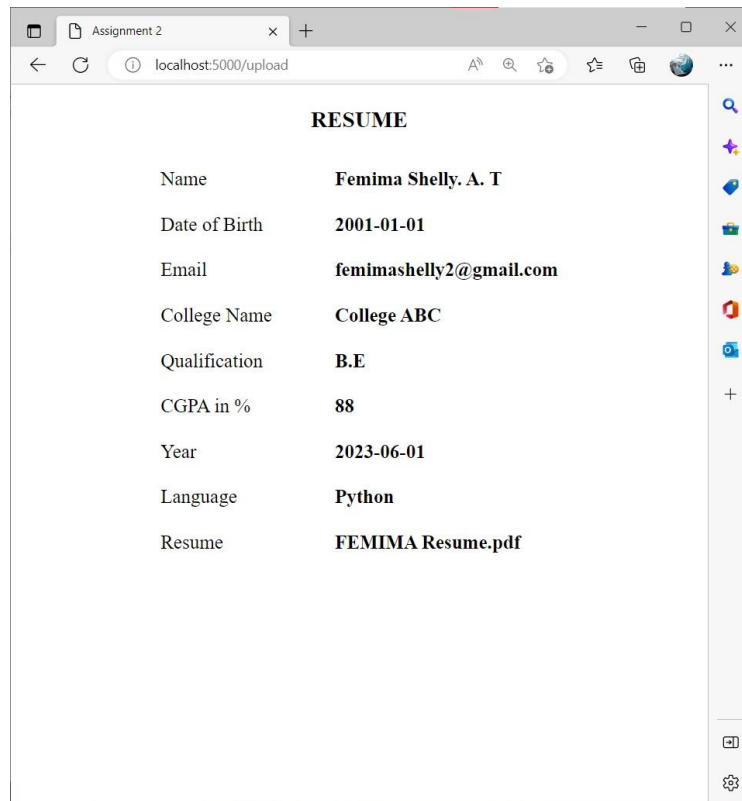 Assignment 2
localhost:5000/upload
RESUME
Name Femima Shelly. A. T
Date of Birth 2001-01-01
Email femimashelly2@gmail.com
College Name College ABC
Qualification B.E
CGPA in % 88
Year 2023-06-01
Language Python
Resume FEMIMA Resume.pdf